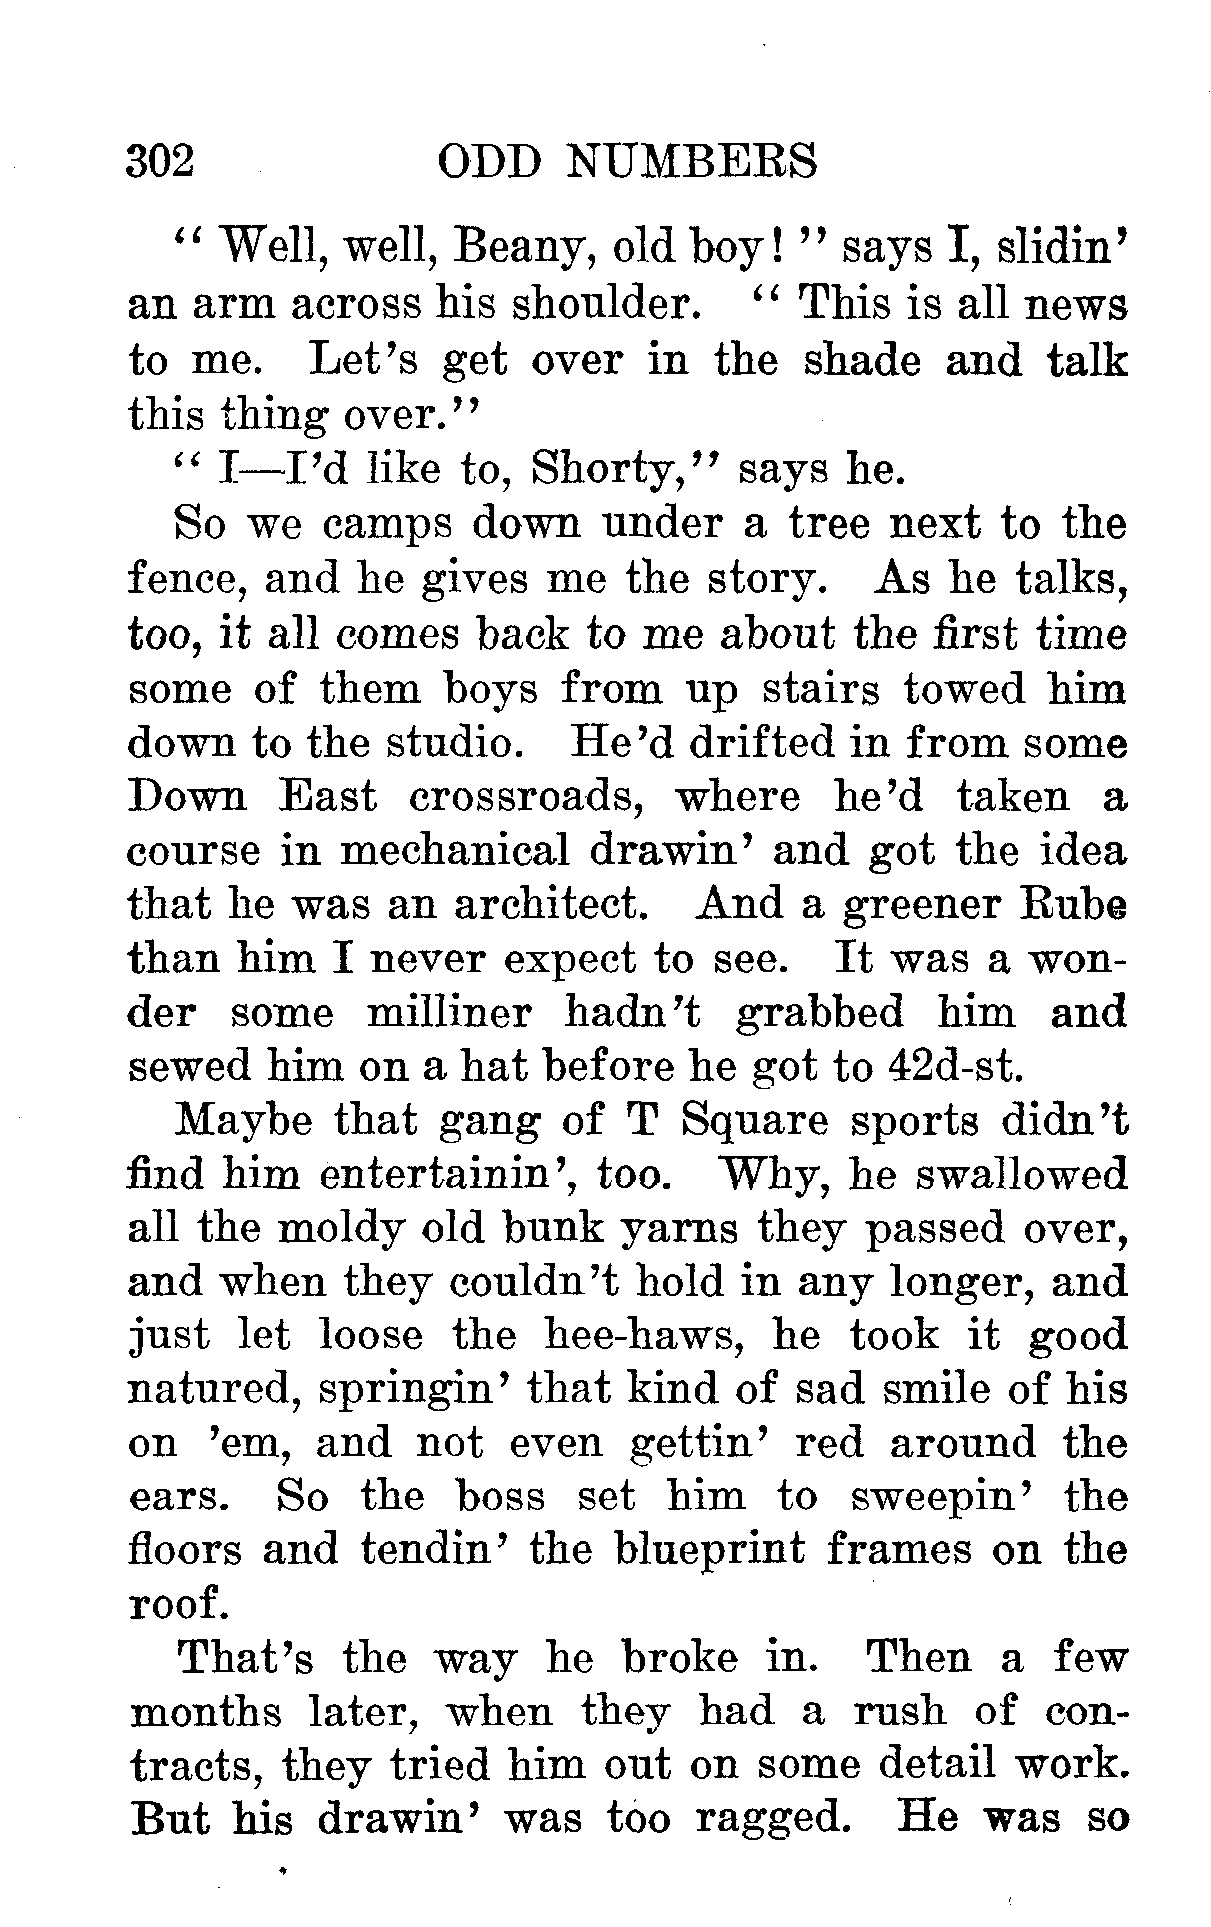 302 ODD NUMBERS
“ Well, well, Beany, old boy! ” says I, slidin’
an arm across his shoulder. “ This is all news
to me. Let’s get over in the shade and talk
this thing over.”
“ I—I’d like to, Shorty,” says he.
So we camps down under a tree next to the
fence, and he gives me the story. As he talks,
too, it all comes back to me about the first time
some of them boys from up stairs towed him
down to the studio. He’d drifted in from some
Down East crossroads, where he’d taken a
course in mechanical drawin’ and got the idea
that he was an architect. And a greener Rube
than him I never expect to see. It was a won-
der some milliner hadn’t grabbed him and
sewed him on a hat before he got to 42d-st.
Maybe that gang of T Square sports didn’t
find him entertainin’, too. Why, he swallowed
all the moldy old bunk yarns they passed over,
and when they couldn’t hold in any longer, and
just let loose the hee-haws, he took it good
natured, springin’ that kind of sad smile of his
on ’em, and not even gettin’ red around the
ears. So the boss set him to sweepin’ the
floors and tendin’ the blueprint frames on the
roof.
That’s the way he broke in. Then a few
months later, when they had a rush of con-
tracts, they tried him out on some detail work.
But his drawin’ was too ragged. He was so